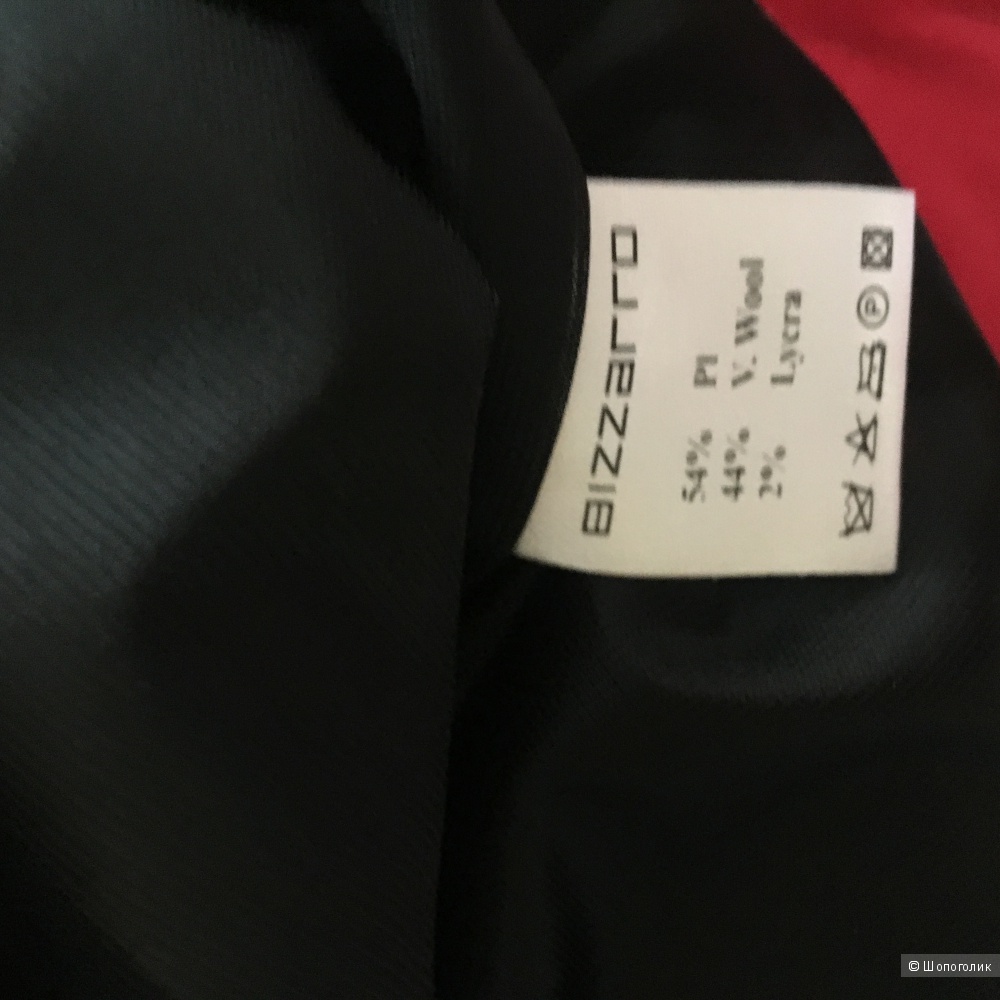 BIZZARRO
54% Pl
44% V. Wool
2% Lycra
P
© Шопоголик